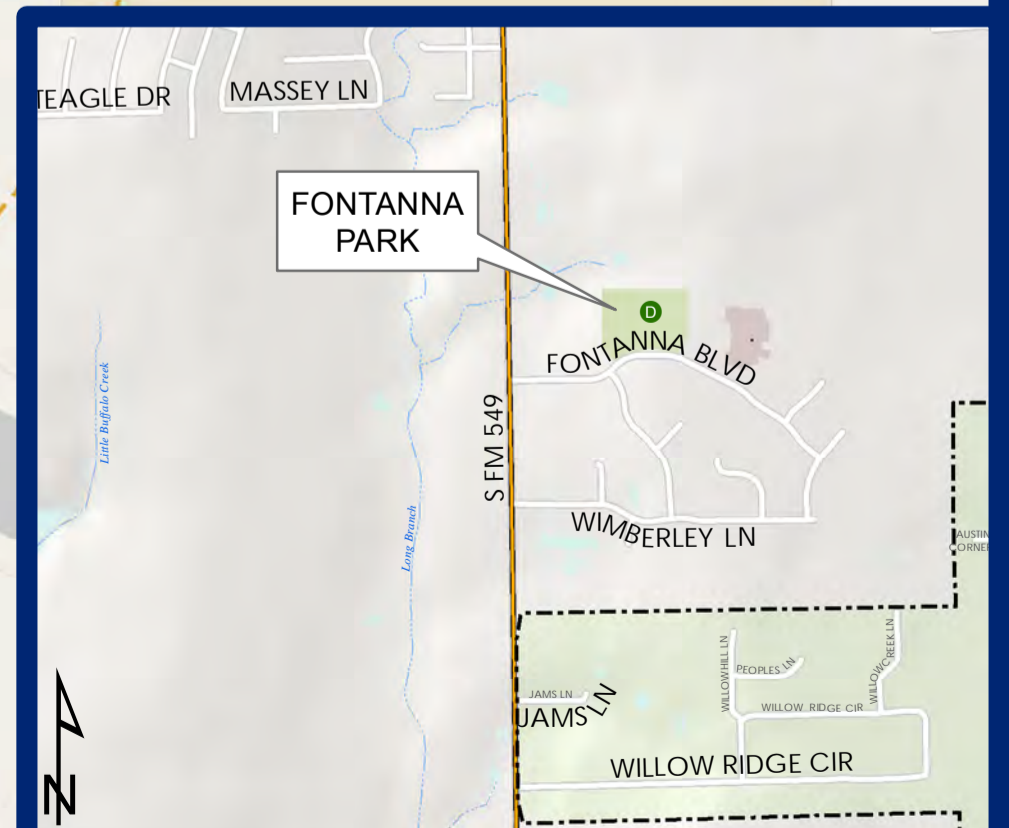 TEAGLE DR
MASSEY LN
FONTANNA
PARK
D
FONTANNA BLVD
Little Buffalo Creek
S FM 549
Long Branch
WIMBERLEY LN
AUSTIN
CORNER
WILLOWHILL LN
PEOPLES LN
WILLOWCREEK LN
JAMS LN
JAMS LN
WILLOW RIDGE CIR
WILLOW RIDGE CIR
N